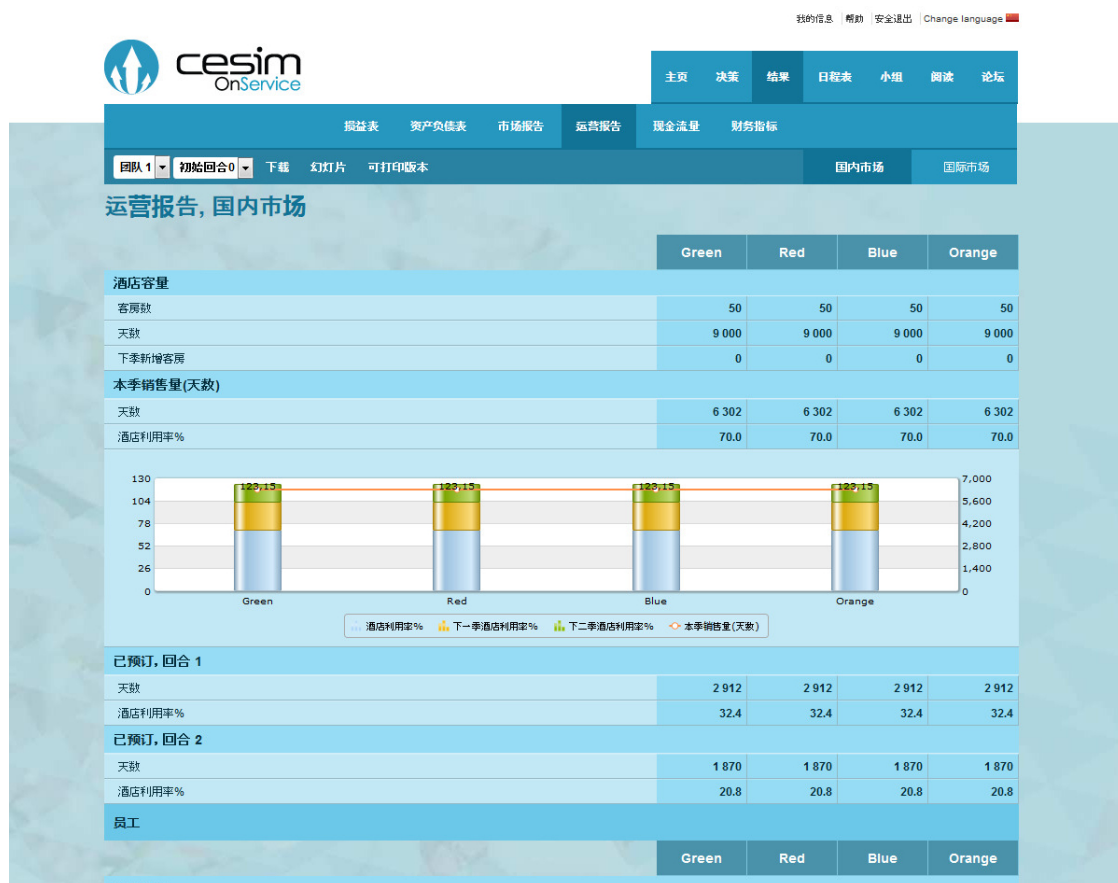 我的信息 帮助 安全退出 Change language
cesim
OnService
主页 决策 结果 日程表 小组 阅读 论坛
损益表 资产负债表 市场报告 运营报告 现金流量 财务指标
团队 1 初始回合0 下载 幻灯片 可打印版本 国内市场 国际市场
运营报告, 国内市场
Green Red Blue Orange
酒店容量
客房数 50 50 50 50
天数 9 000 9 000 9 000 9 000
下季新增客房 0 0 0 0
本季销售量(天数)
天数 6 302 6 302 6 302 6 302
酒店利用率% 70.0 70.0 70.0 70.0
130 123,15 123,15 123,15 123,15 7,000
104 5,600
78 4,200
52 2,800
26 1,400
0 0
Green Red Blue Orange
酒店利用率% 下一季酒店利用率% 下二季酒店利用率% 本季销售量(天数)
已预订, 回合 1
天数 2 912 2 912 2 912 2 912
酒店利用率% 32.4 32.4 32.4 32.4
已预订, 回合 2
天数 1 870 1 870 1 870 1 870
酒店利用率% 20.8 20.8 20.8 20.8
员工
Green Red Blue Orange